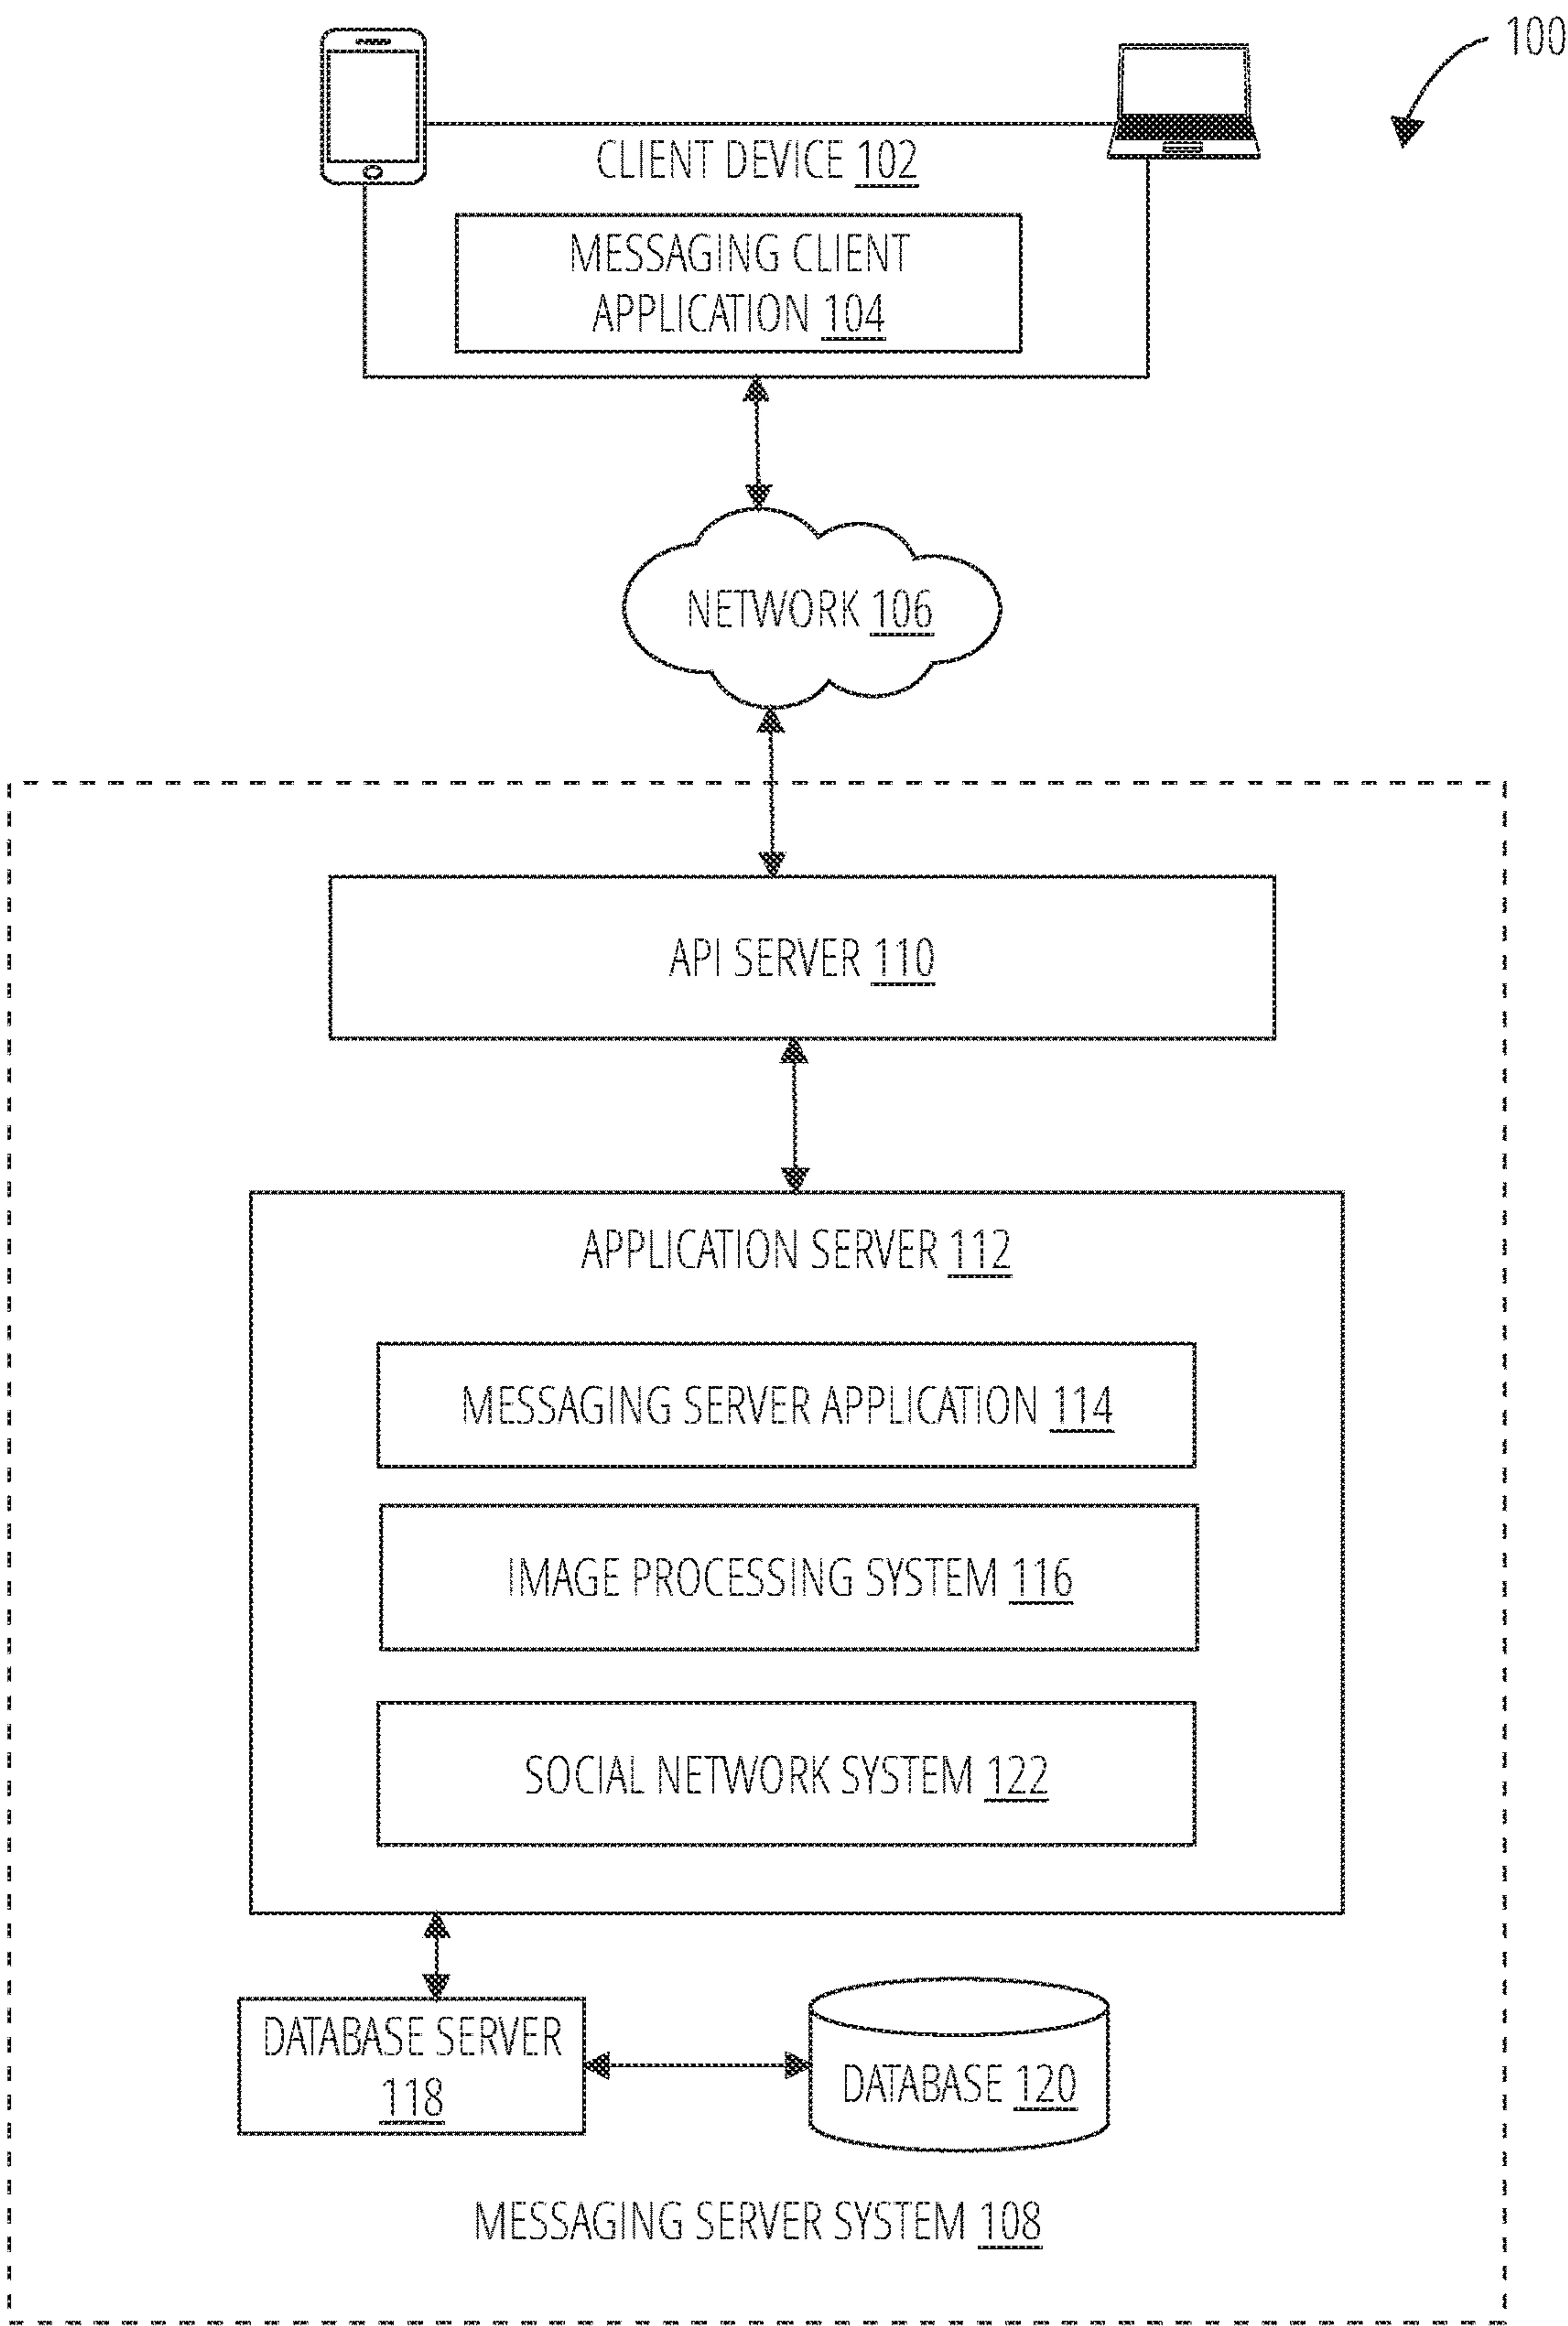 100
CLIENT DEVICE 102
MESSAGING CLIENT
APPLICATION 104
NETWORK 106
API SERVER 110
APPLICATION SERVER 112
MESSAGING SERVER APPLICATION 114
IMAGE PROCESSING SYSTEM 116
SOCIAL NETWORK SYSTEM 122
DATABASE SERVER
118
DATABASE 120
MESSAGING SERVER SYSTEM 108